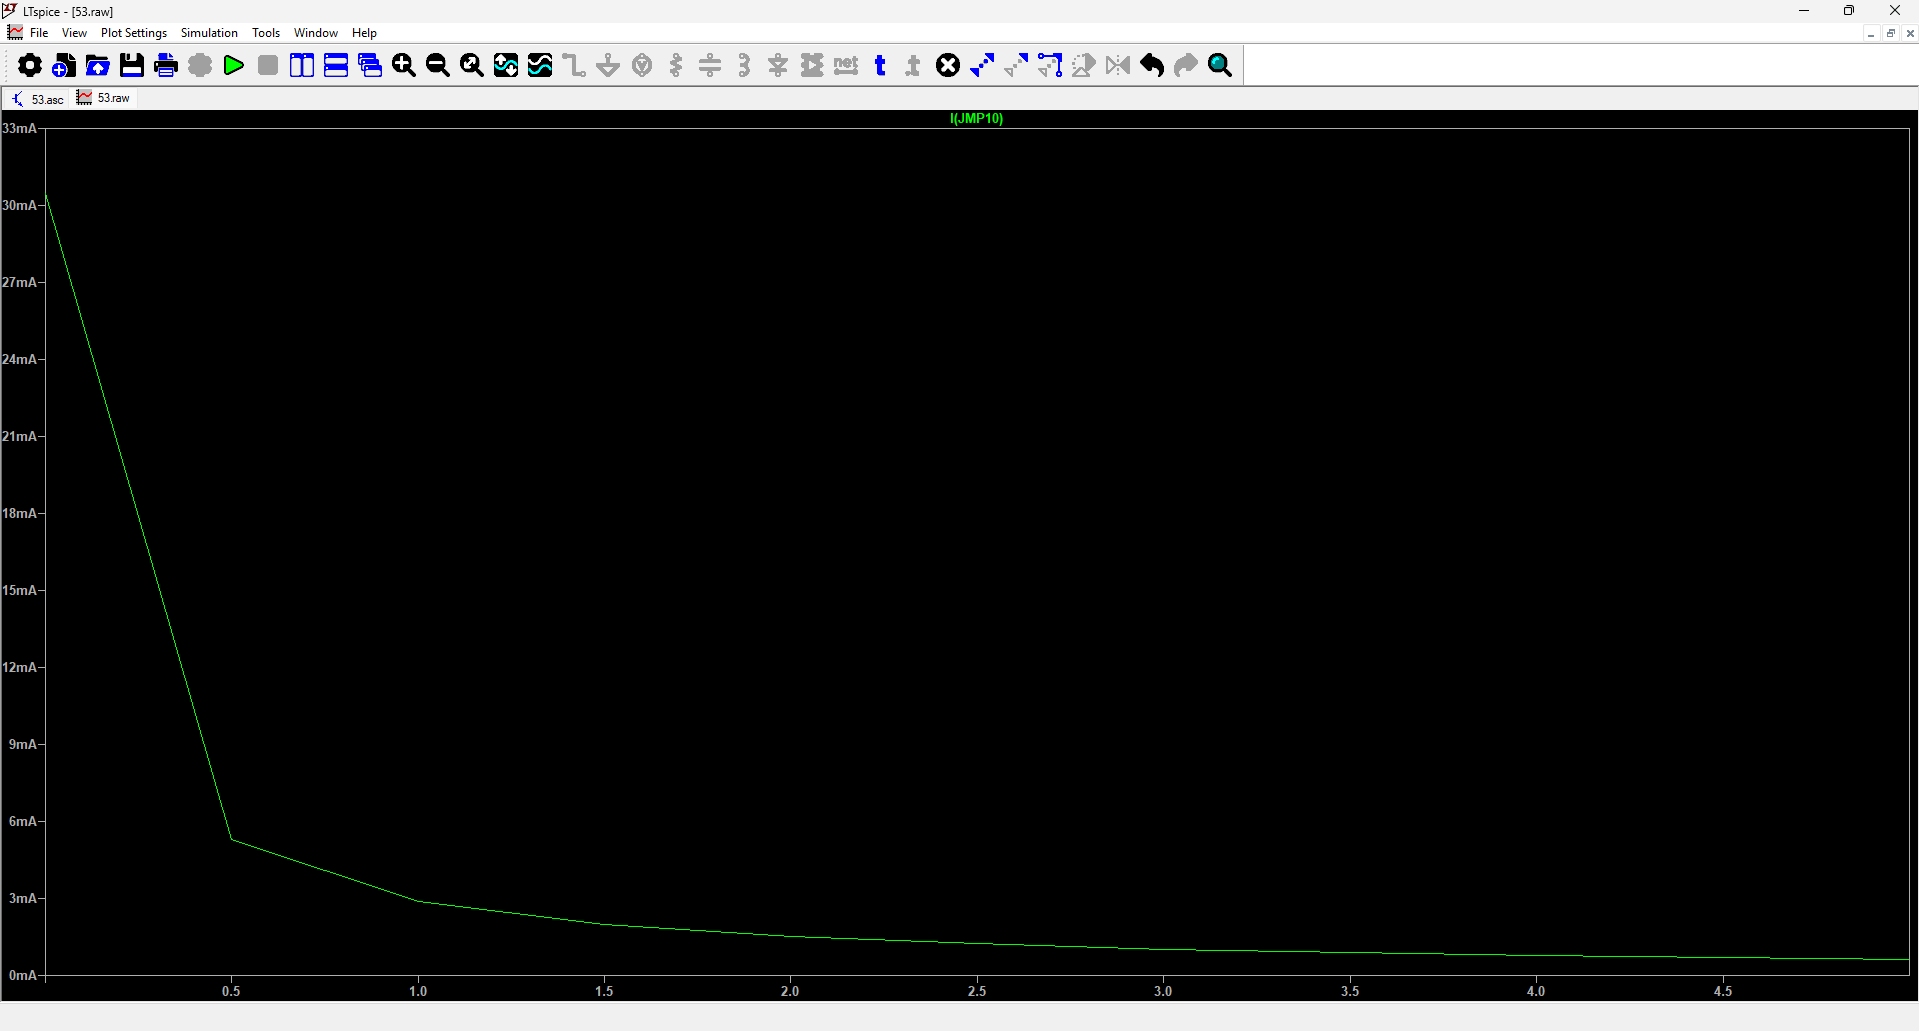 LTspice - [53.raw]
File View Plot Settings Simulation Tools Window Help
net t t
53.asc 53.raw
I(JMP10)
33mA
30mA
27mA
24mA
21mA
18mA
15mA
12mA
9mA
6mA
3mA
0mA
0.5 1.0 1.5 2.0 2.5 3.0 3.5 4.0 4.5